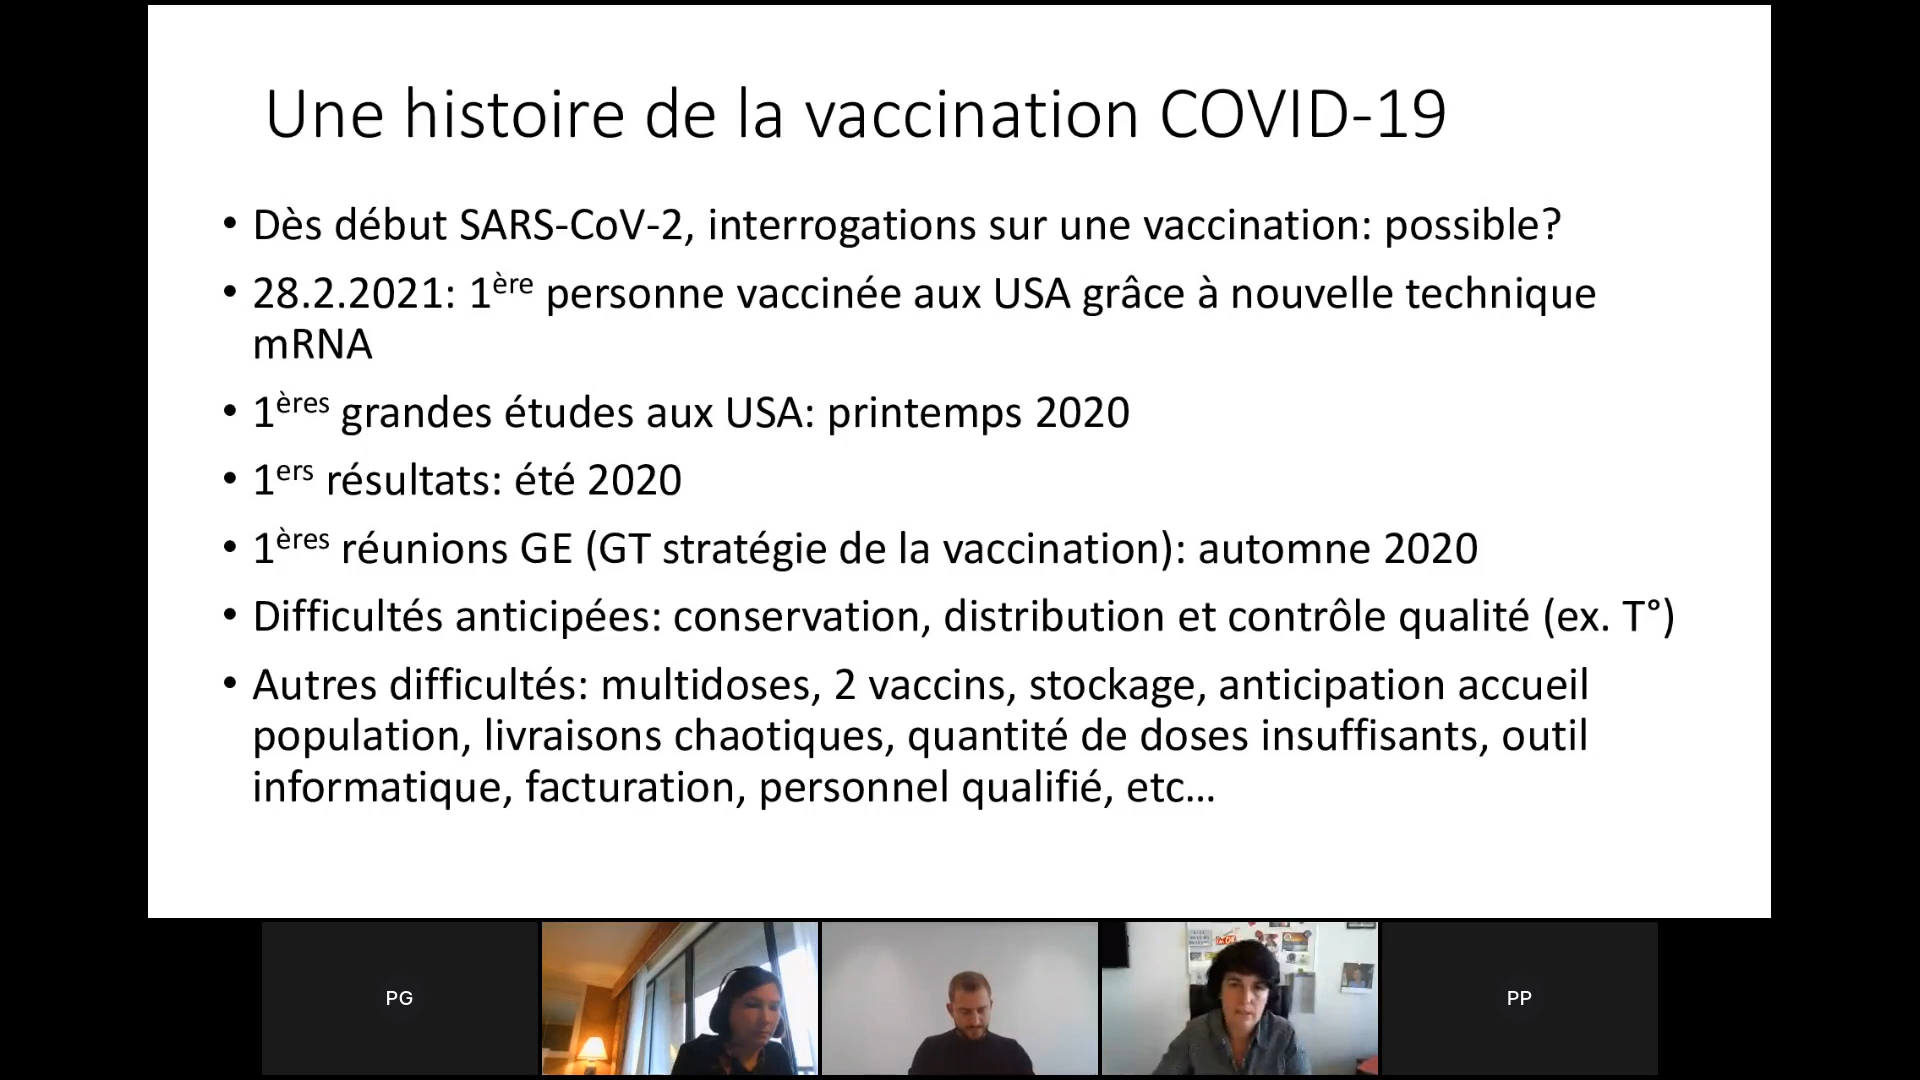 Une histoire de la vaccination COVID-19
• Dès début SARS-CoV-2, interrogations sur une vaccination: possible?
• 28.2.2021: 1ère personne vaccinée aux USA grâce à nouvelle technique
mRNA
• 1ères grandes études aux USA: printemps 2020
• 1ers résultats: été 2020
• 1ères réunions GE (GT stratégie de la vaccination): automne 2020
• Difficultés anticipées: conservation, distribution et contrôle qualité (ex. T°)
• Autres difficultés: multidoses, 2 vaccins, stockage, anticipation accueil
population, livraisons chaotiques, quantité de doses insuffisants, outil
informatique, facturation, personnel qualifié, etc…
PG
PP